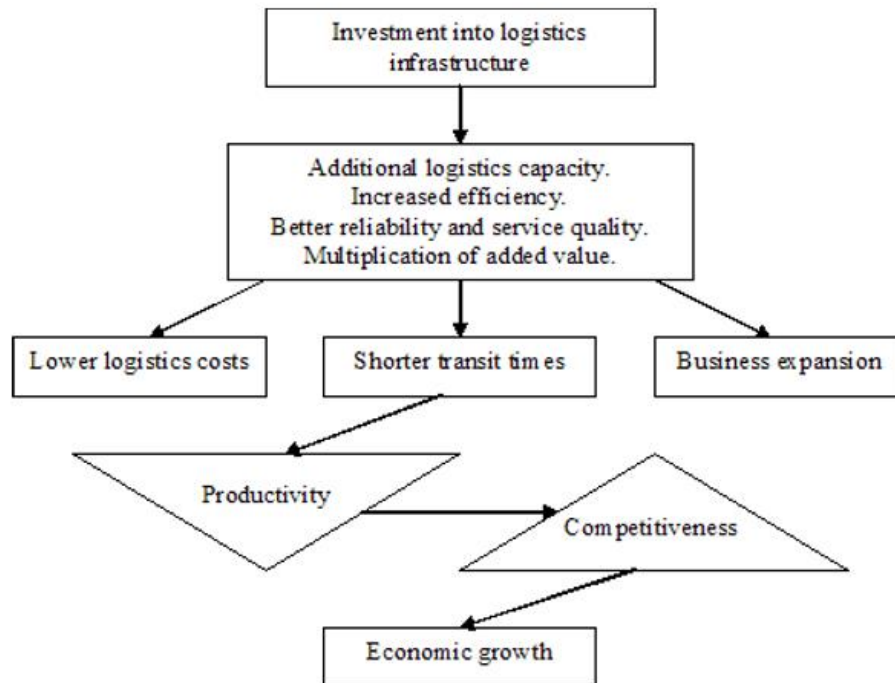 Investment into logistics
infrastructure
Additional logistics capacity.
Increased efficiency.
Better reliability and service quality.
Multiplication of added value.
Lower logistics costs
Shorter transit times
Business expansion
Productivity
Competitiveness
Economic growth